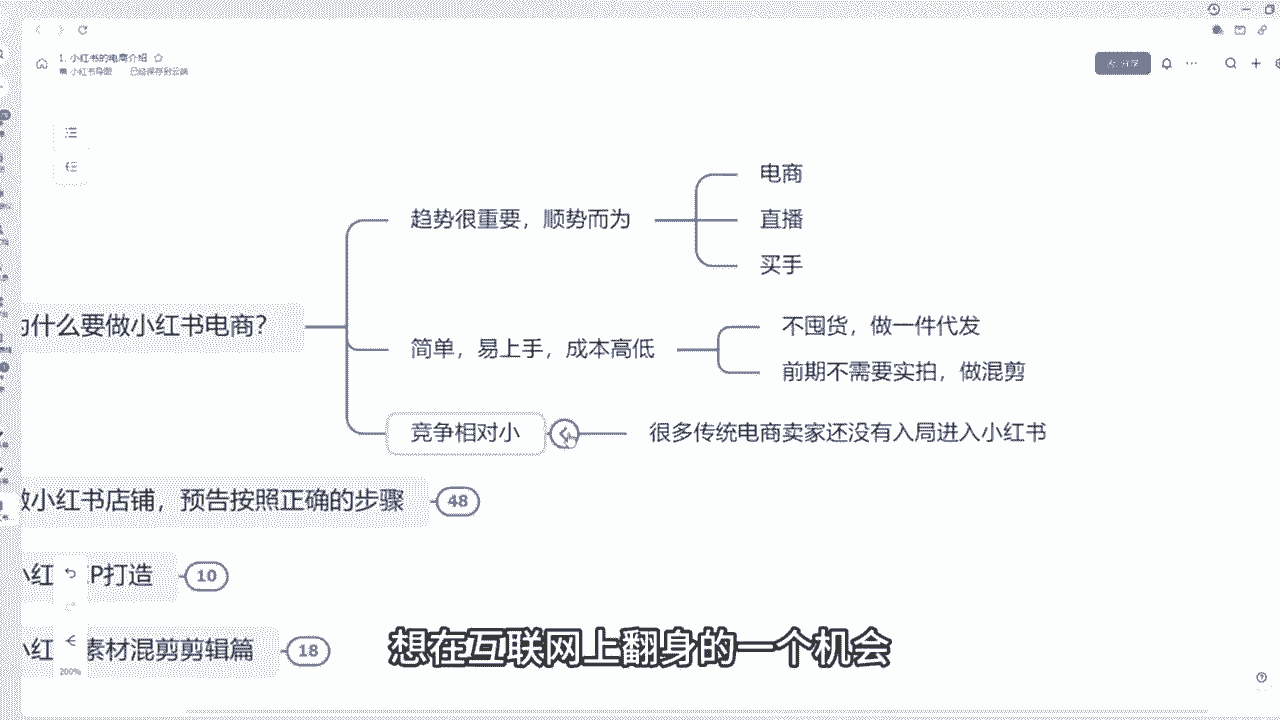 1. 小红书的电商介绍
小红书导做
已经保存到云端
分享
电商
趋势很重要，顺势而为
直播
买手
为什么要做小红书电商？
不囤货，做一件代发
简单，易上手，成本高低
前期不需要实拍，做混剪
竞争相对小
很多传统电商卖家还没有入局进入小红书
做小红书店铺，预告按照正确的步骤
48
小红
P打造
10
小红
素材混剪剪辑篇
18
想在互联网上翻身的一个机会
200%